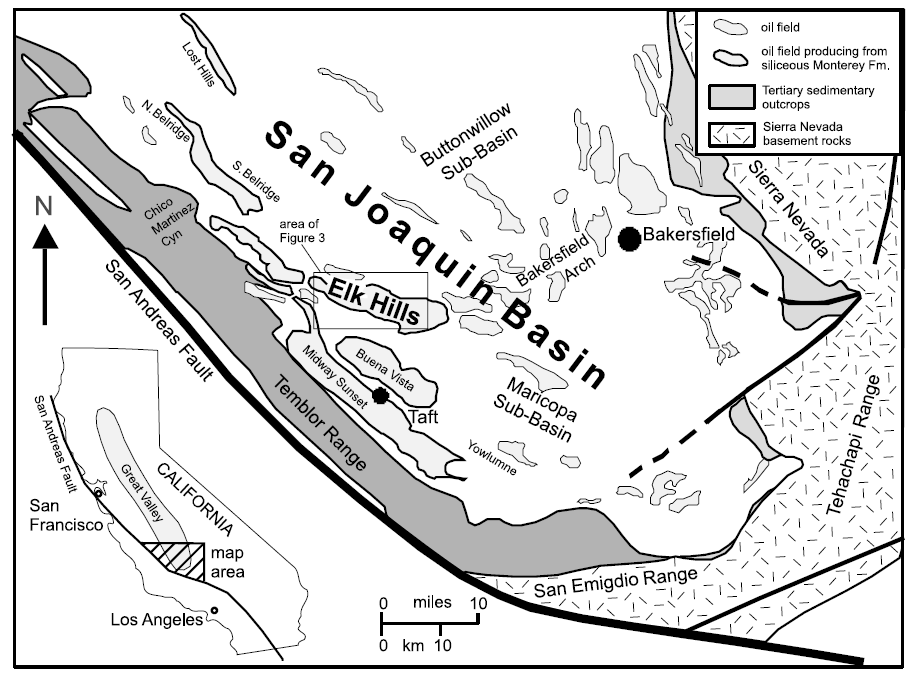 oil field
oil field producing from
siliceous Monterey Fm.
Tertiary sedimentary
outcrops
Sierra Nevada
basement rocks
Lost Hills
N. Belridge
S. Belridge
Buttonwillow
Sub-Basin
San Joaquin Basin
Chico
Martinez
Cyn
area of
Figure 3
Elk Hills
Bakersfield
Arch
Bakersfield
Sierra Nevada
N
San Andreas Fault
Temblor Range
Midway Sunset
Buena Vista
Taft
Maricopa
Sub-Basin
Yowlumne
Tehachapi Range
San Emigdio Range
San Andreas Fault
Great Valley
CALIFORNIA
San
Francisco
map
area
Los Angeles
0 miles 10
0 km 10